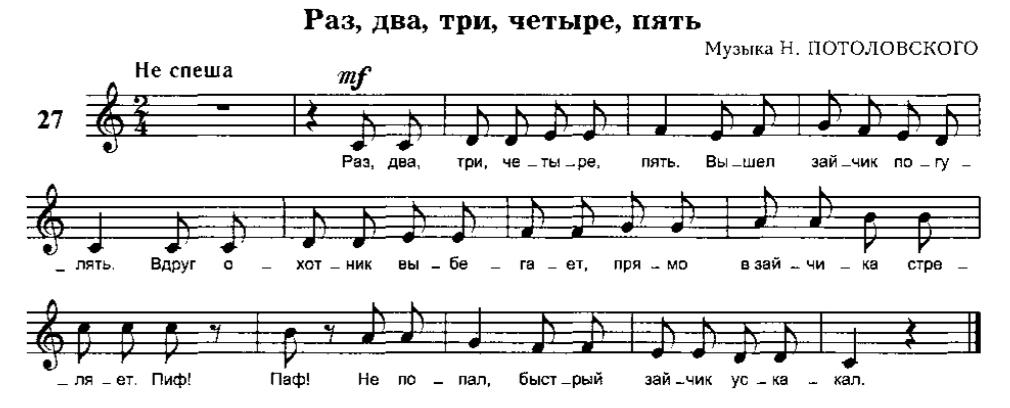 Раз, два, три, четыре, пять
Музыка Н. ПОТОЛОВСКОГО
Не спеша
mf
27
2
4
Раз, два, три, че – ты – ре, пять. Вы – шел зай – чик по – гу –
– лять. Вдруг о – хот – ник вы – бе – га – ет, пря – мо в зай – чи – ка стре –
– ля – ет. Пиф! Паф! Не по – пал, быст – рый зай – чик ус – ка – кал.